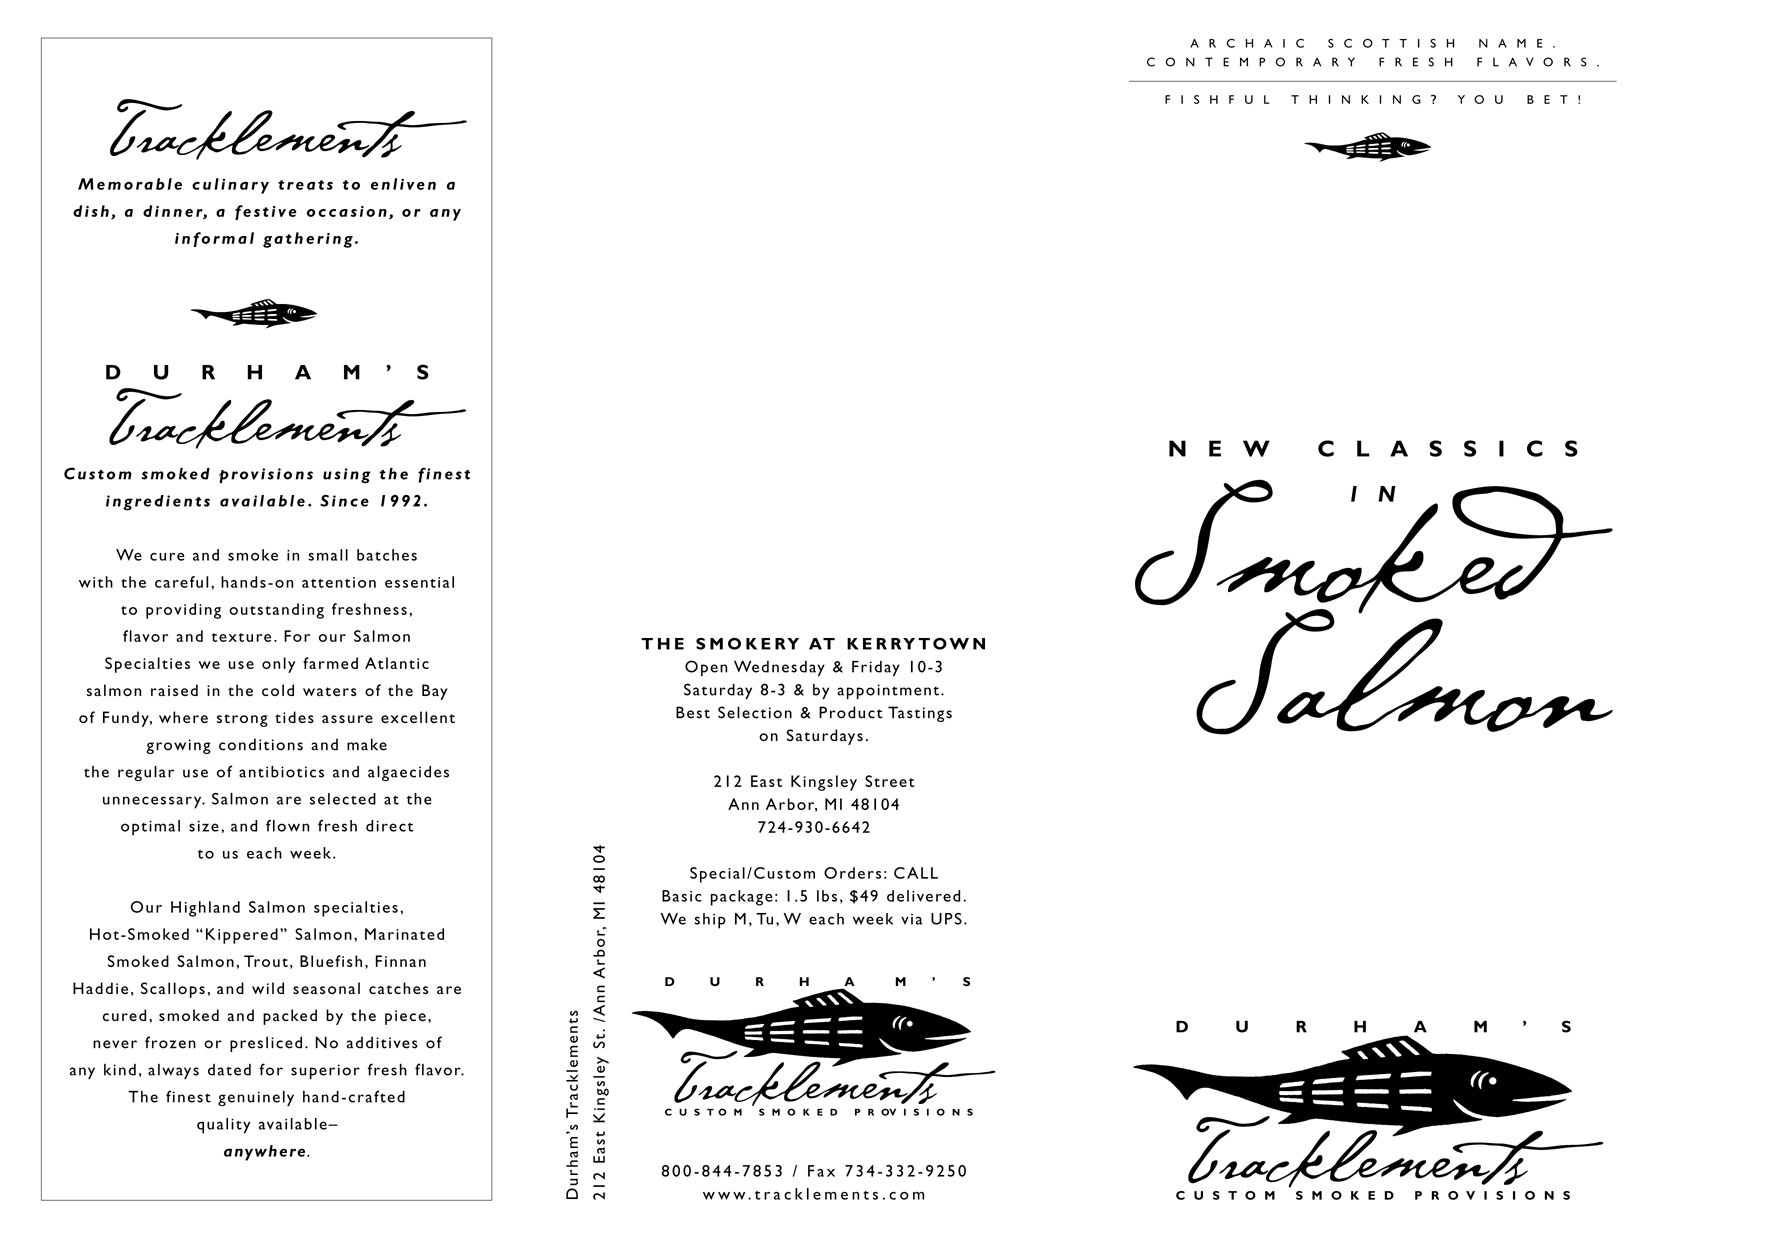 Tracklements
Memorable culinary treats to enliven a
dish, a dinner, a festive occasion, or any
informal gathering.
DURHAM’S
Tracklements
Custom smoked provisions using the finest
ingredients available. Since 1992.
We cure and smoke in small batches
with the careful, hands-on attention essential
to providing outstanding freshness,
flavor and texture. For our Salmon
Specialties we use only farmed Atlantic
salmon raised in the cold waters of the Bay
of Fundy, where strong tides assure excellent
growing conditions and make
the regular use of antibiotics and algaecides
unnecessary. Salmon are selected at the
optimal size, and flown fresh direct
to us each week.
Our Highland Salmon specialties,
Hot-Smoked “Kippered” Salmon, Marinated
Smoked Salmon, Trout, Bluefish, Finnan
Haddie, Scallops, and wild seasonal catches are
cured, smoked and packed by the piece,
never frozen or presliced. No additives of
any kind, always dated for superior fresh flavor.
The finest genuinely hand-crafted
quality available–
anywhere.
Durham’s Tracklements
212 East Kingsley St. /Ann Arbor, MI 48104
THE SMOKERY AT KERRYTOWN
Open Wednesday & Friday 10-3
Saturday 8-3 & by appointment.
Best Selection & Product Tastings
on Saturdays.
212 East Kingsley Street
Ann Arbor, MI 48104
724-930-6642
Special/Custom Orders: CALL
Basic package: 1.5 lbs, $49 delivered.
We ship M, Tu, W each week via UPS.
DURHAM’S
Tracklements
CUSTOM SMOKED PROVISIONS
800-844-7853 / Fax 734-332-9250
www.tracklements.com
ARCHAIC SCOTTISH NAME.
CONTEMPORARY FRESH FLAVORS.
FISHFUL THINKING? YOU BET!
NEW CLASSICS
IN
Smoked
Salmon
DURHAM’S
Tracklements
CUSTOM SMOKED PROVISIONS